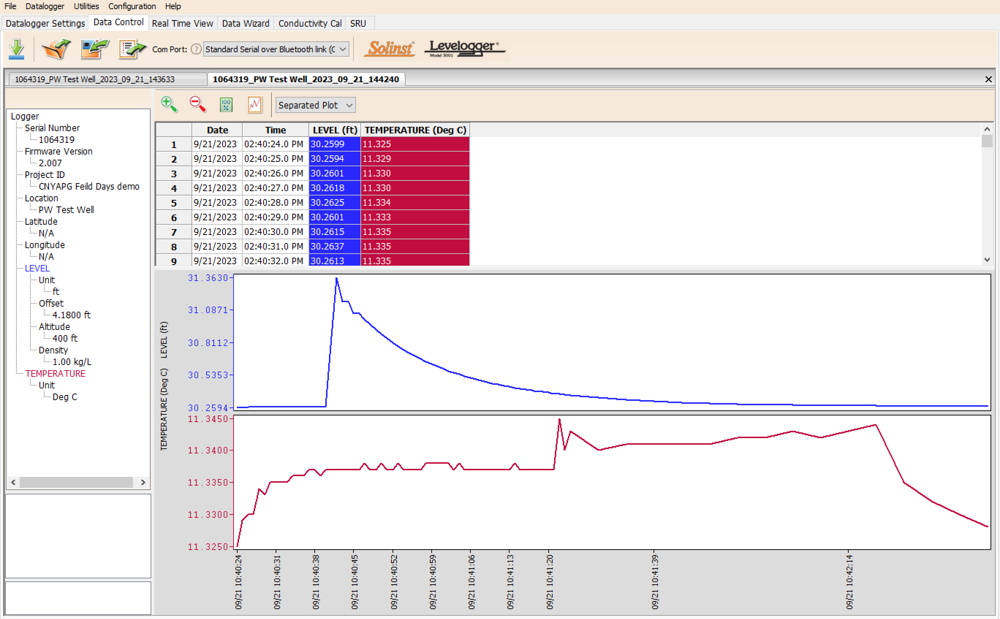 File Datalogger Utilities Configuration Help
Datalogger Settings Data Control Real Time View Data Wizard Conductivity Cal SRU
Com Port: ? Standard Serial over Bluetooth link (C
Solinst Levelogger
Model 3001
1064319_PW Test Well_2023_09_21_143633 1064319_PW Test Well_2023_09_21_144240
Logger
Serial Number
1064319
Firmware Version
2.007
Project ID
CNYAPG Feild Days demo
Location
PW Test Well
Latitude
N/A
Longitude
N/A
LEVEL
Unit
ft
Offset
4.1800 ft
Altitude
400 ft
Density
1.00 kg/L
TEMPERATURE
Unit
Deg C
100 %
Separated Plot
Date Time LEVEL (ft) TEMPERATURE (Deg C)
1 9/21/2023 02:40:24.0 PM 30.2599 11.325
2 9/21/2023 02:40:25.0 PM 30.2594 11.329
3 9/21/2023 02:40:26.0 PM 30.2601 11.330
4 9/21/2023 02:40:27.0 PM 30.2618 11.330
5 9/21/2023 02:40:28.0 PM 30.2625 11.334
6 9/21/2023 02:40:29.0 PM 30.2601 11.333
7 9/21/2023 02:40:30.0 PM 30.2615 11.335
8 9/21/2023 02:40:31.0 PM 30.2637 11.335
9 9/21/2023 02:40:32.0 PM 30.2613 11.335
TEMPERATURE (Deg C) LEVEL (ft)
31.3630
31.0871
30.8112
30.5353
30.2594
11.3450
11.3400
11.3350
11.3300
11.3250
09/21 10:40:24
09/21 10:40:31
09/21 10:40:38
09/21 10:40:45
09/21 10:40:52
09/21 10:40:59
09/21 10:41:06
09/21 10:41:13
09/21 10:41:20
09/21 10:41:39
09/21 10:42:14